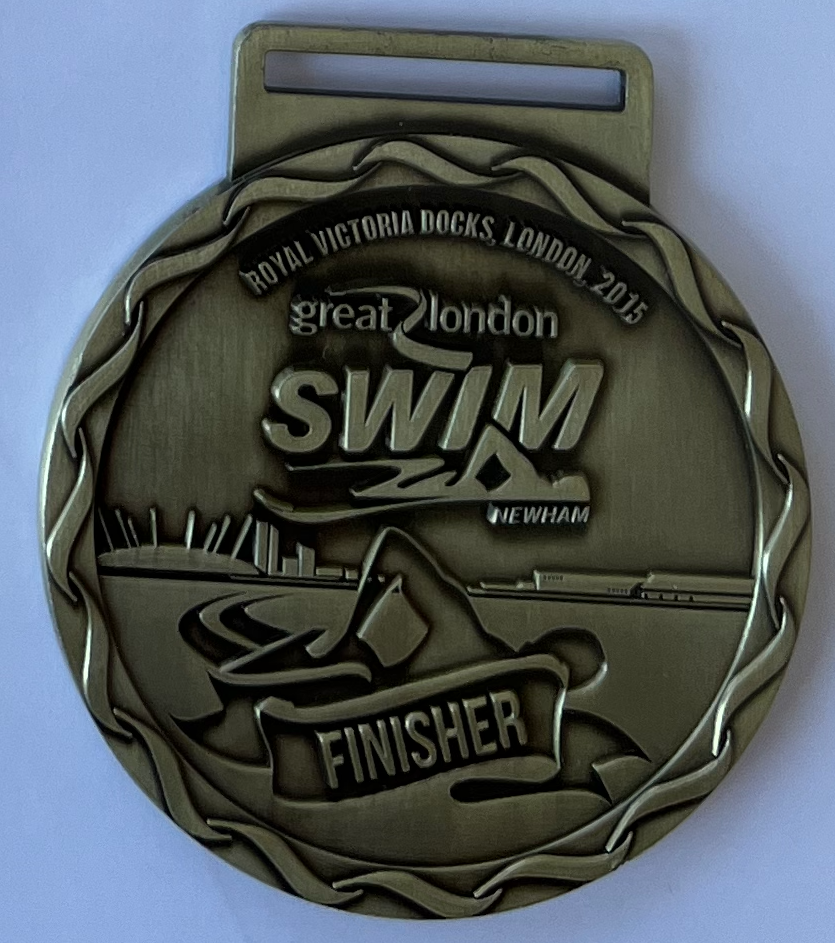 ROYAL VICTORIA DOCKS, LONDON, 2015
great london
SWIM
NEWHAM
FINISHER